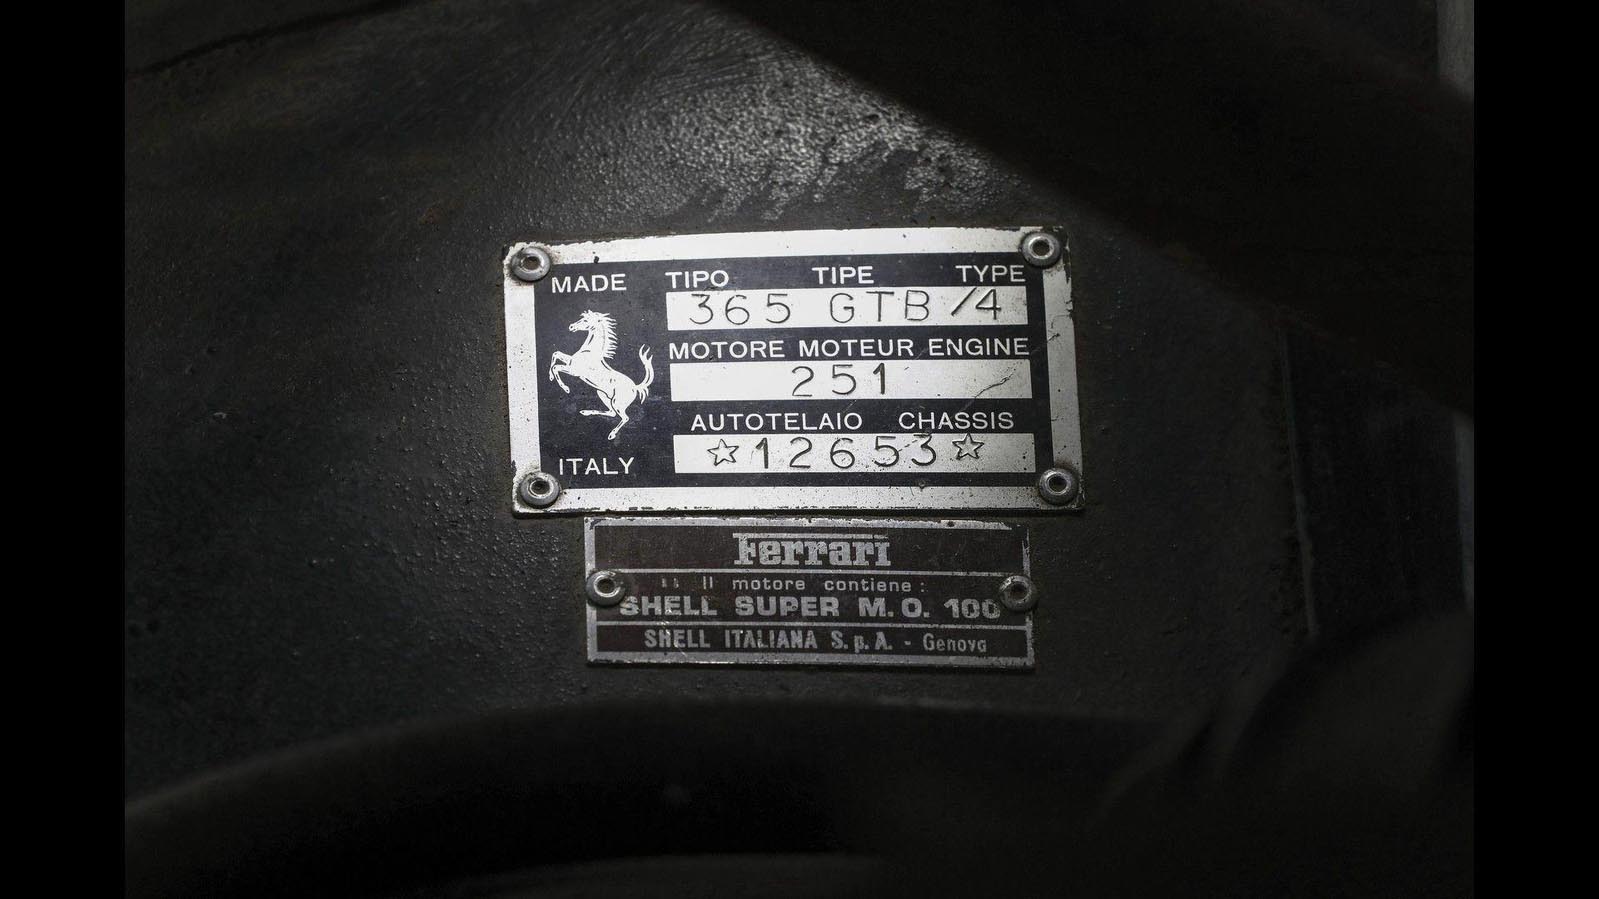 MADE TIPO TIPE TYPE
365 GTB/4
MOTORE MOTEUR ENGINE
251
AUTOTELAIO CHASSIS
☆12653☆
ITALY
Ferrari
Il motore contiene:
SHELL SUPER M.O. 100
SHELL ITALIANA S.p.A. - Genova